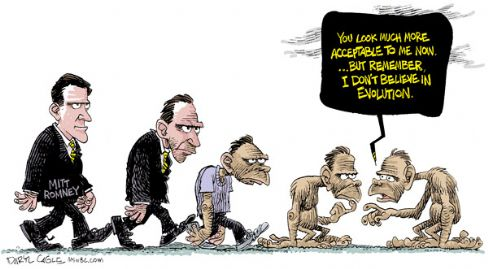 YOU LOOK MUCH MORE
ACCEPTABLE TO ME NOW.
...BUT REMEMBER,
I DON'T BELIEVE IN
EVOLUTION.
MITT
ROMNEY
DARYL CAGLE MSNBC.COM